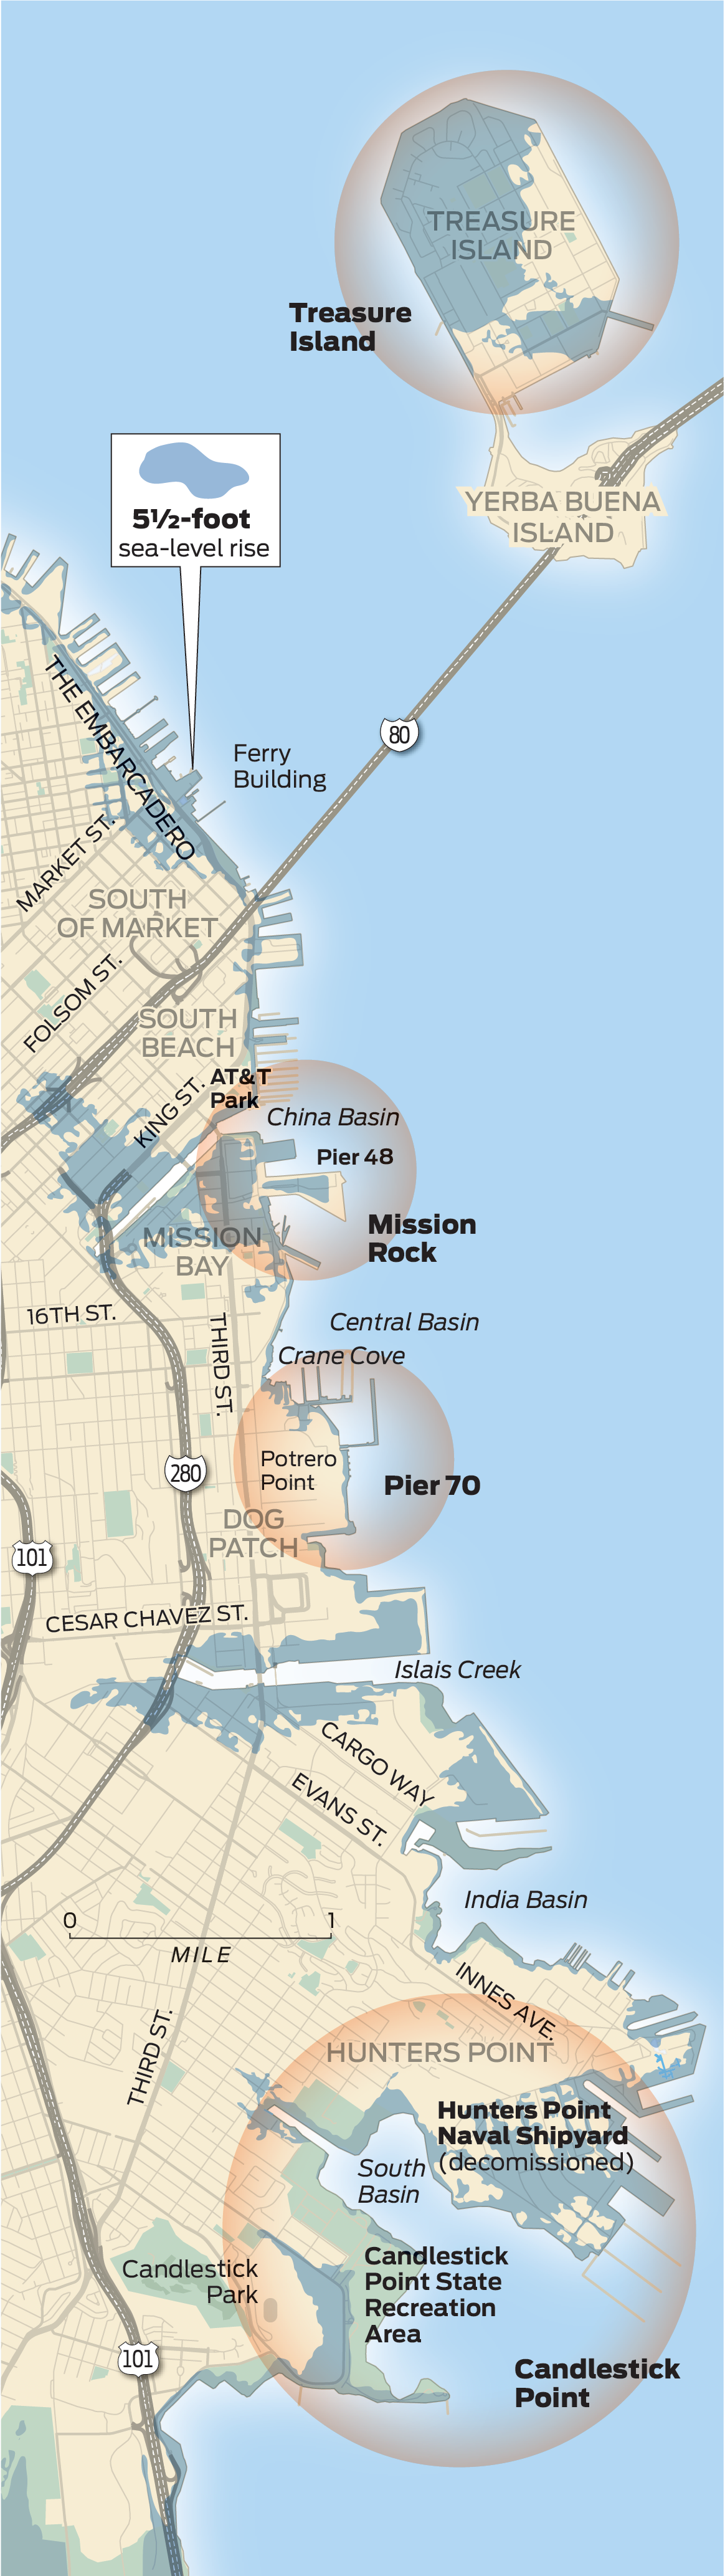 TREASURE
ISLAND
Treasure
Island
YERBA BUENA
ISLAND
5½-foot
sea-level rise
THE EMBARCADERO
80
Ferry
Building
MARKET ST.
SOUTH
OF MARKET
FOLSOM ST.
SOUTH
BEACH
KING ST.
AT&T
Park
China Basin
Pier 48
Mission
Rock
MISSION
BAY
16TH ST.
THIRD ST.
Central Basin
Crane Cove
Potrero
Point
Pier 70
280
DOG
PATCH
101
CESAR CHAVEZ ST.
Islais Creek
CARGO WAY
EVANS ST.
India Basin
0 1
MILE
INNES AVE.
THIRD ST.
HUNTERS POINT
Hunters Point
Naval Shipyard
(decomissioned)
South
Basin
Candlestick
Park
Candlestick
Point State
Recreation
Area
101
Candlestick
Point